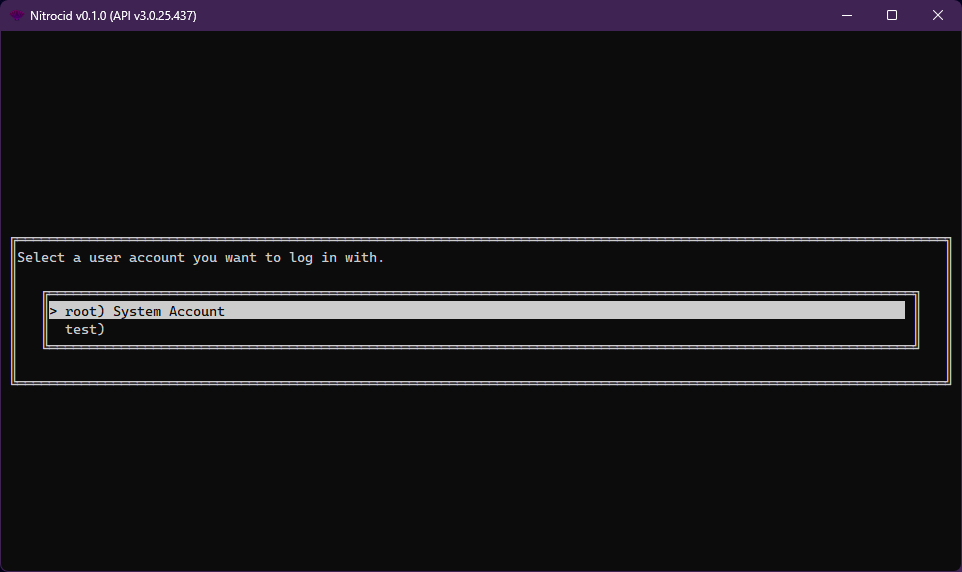 Nitrocid v0.1.0 (API v3.0.25.437)
Select a user account you want to log in with.
> root) System Account
test)